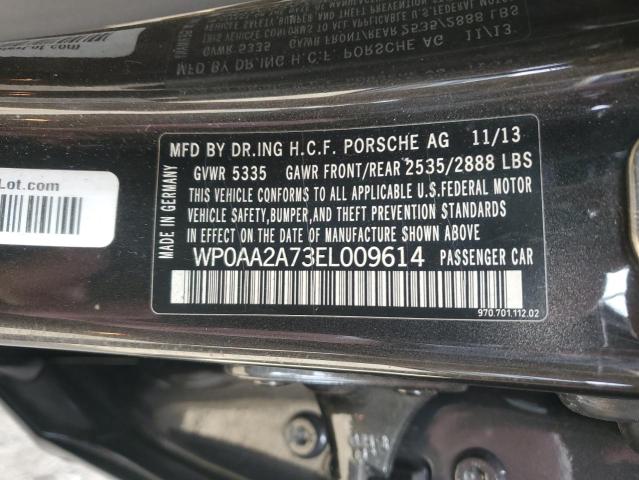 MFD BY DR.ING H.C.F. PORSCHE AG 11/13
GVWR 5335 GAWR FRONT/REAR 2535/2888 LBS
THIS VEHICLE CONFORMS TO ALL APPLICABLE U.S.FEDERAL MOTOR
VEHICLE SAFETY,BUMPER,AND THEFT PREVENTION STANDARDS
IN EFFECT ON THE DATE OF MANUFACTURE SHOWN ABOVE
WP0AA2A73EL009614 PASSENGER CAR
970.701.112.02
MADE IN GERMANY
Lot.com